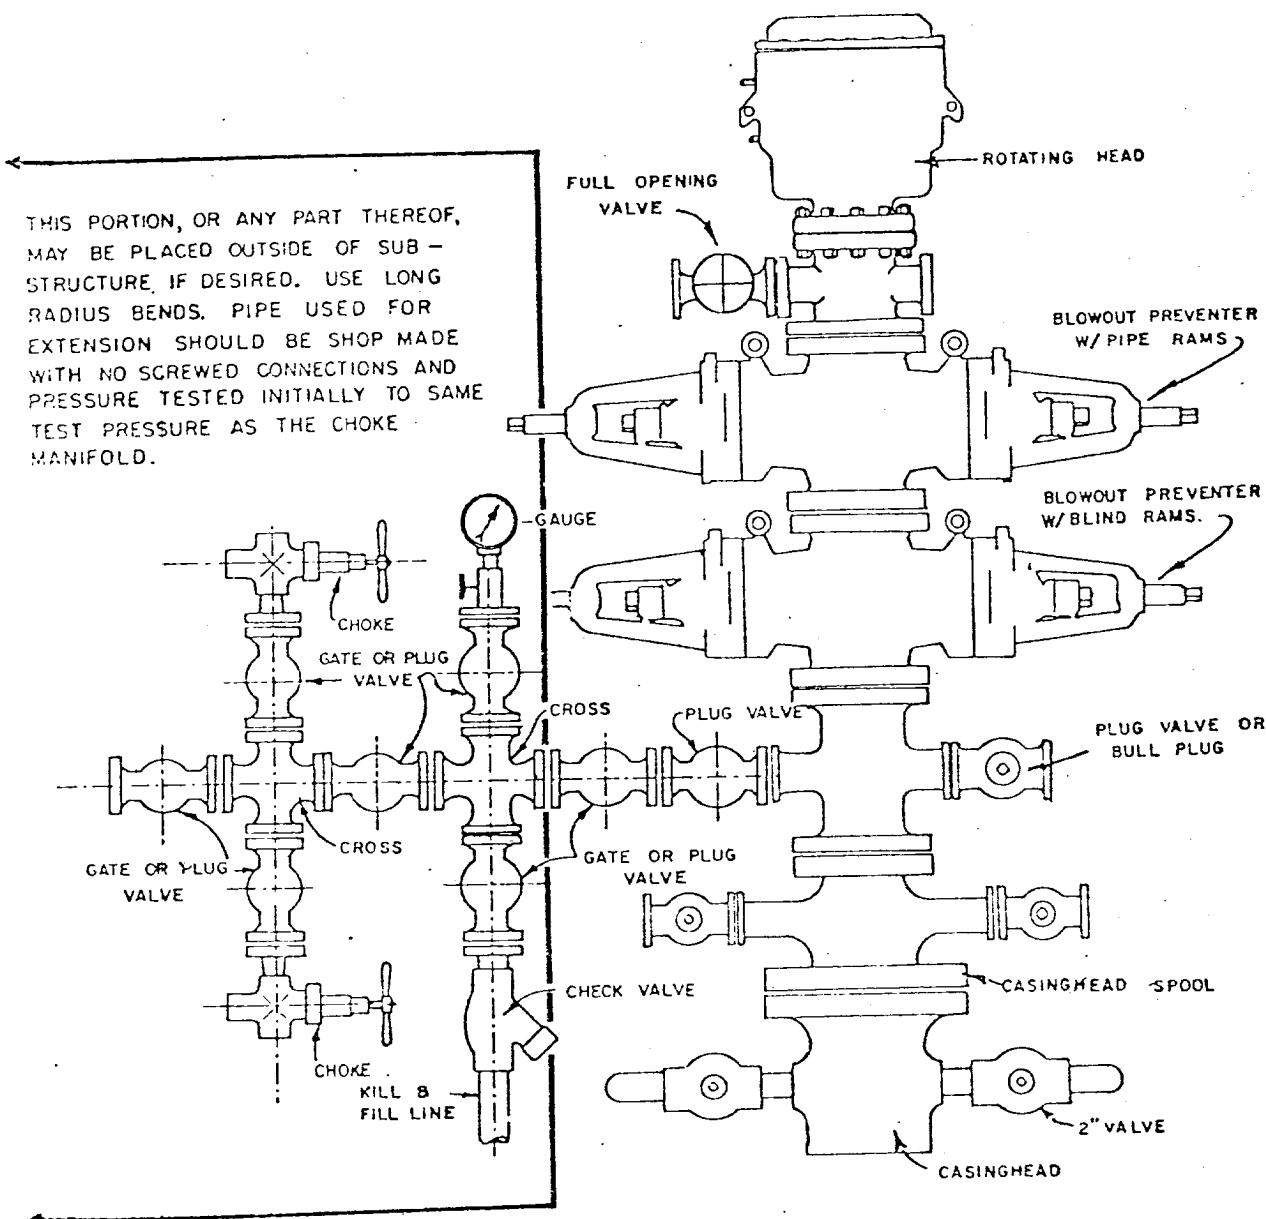 ROTATING HEAD
FULL OPENING
VALVE
THIS PORTION, OR ANY PART THEREOF,
MAY BE PLACED OUTSIDE OF SUB-
STRUCTURE, IF DESIRED. USE LONG
RADIUS BENDS. PIPE USED FOR
EXTENSION SHOULD BE SHOP MADE
WITH NO SCREWED CONNECTIONS AND
PRESSURE TESTED INITIALLY TO SAME
TEST PRESSURE AS THE CHOKE
MANIFOLD.
BLOWOUT PREVENTER
W/PIPE RAMS
BLOWOUT PREVENTER
W/BLIND RAMS.
GAUGE
CHOKE
GATE OR PLUG
VALVE
CROSS
PLUG VALVE
PLUG VALVE OR
BULL PLUG
CROSS
GATE OR PLUG
VALVE
GATE OR PLUG
VALVE
CASINGHEAD SPOOL
CHECK VALVE
CHOKE
KILL &
FILL LINE
2" VALVE
CASINGHEAD